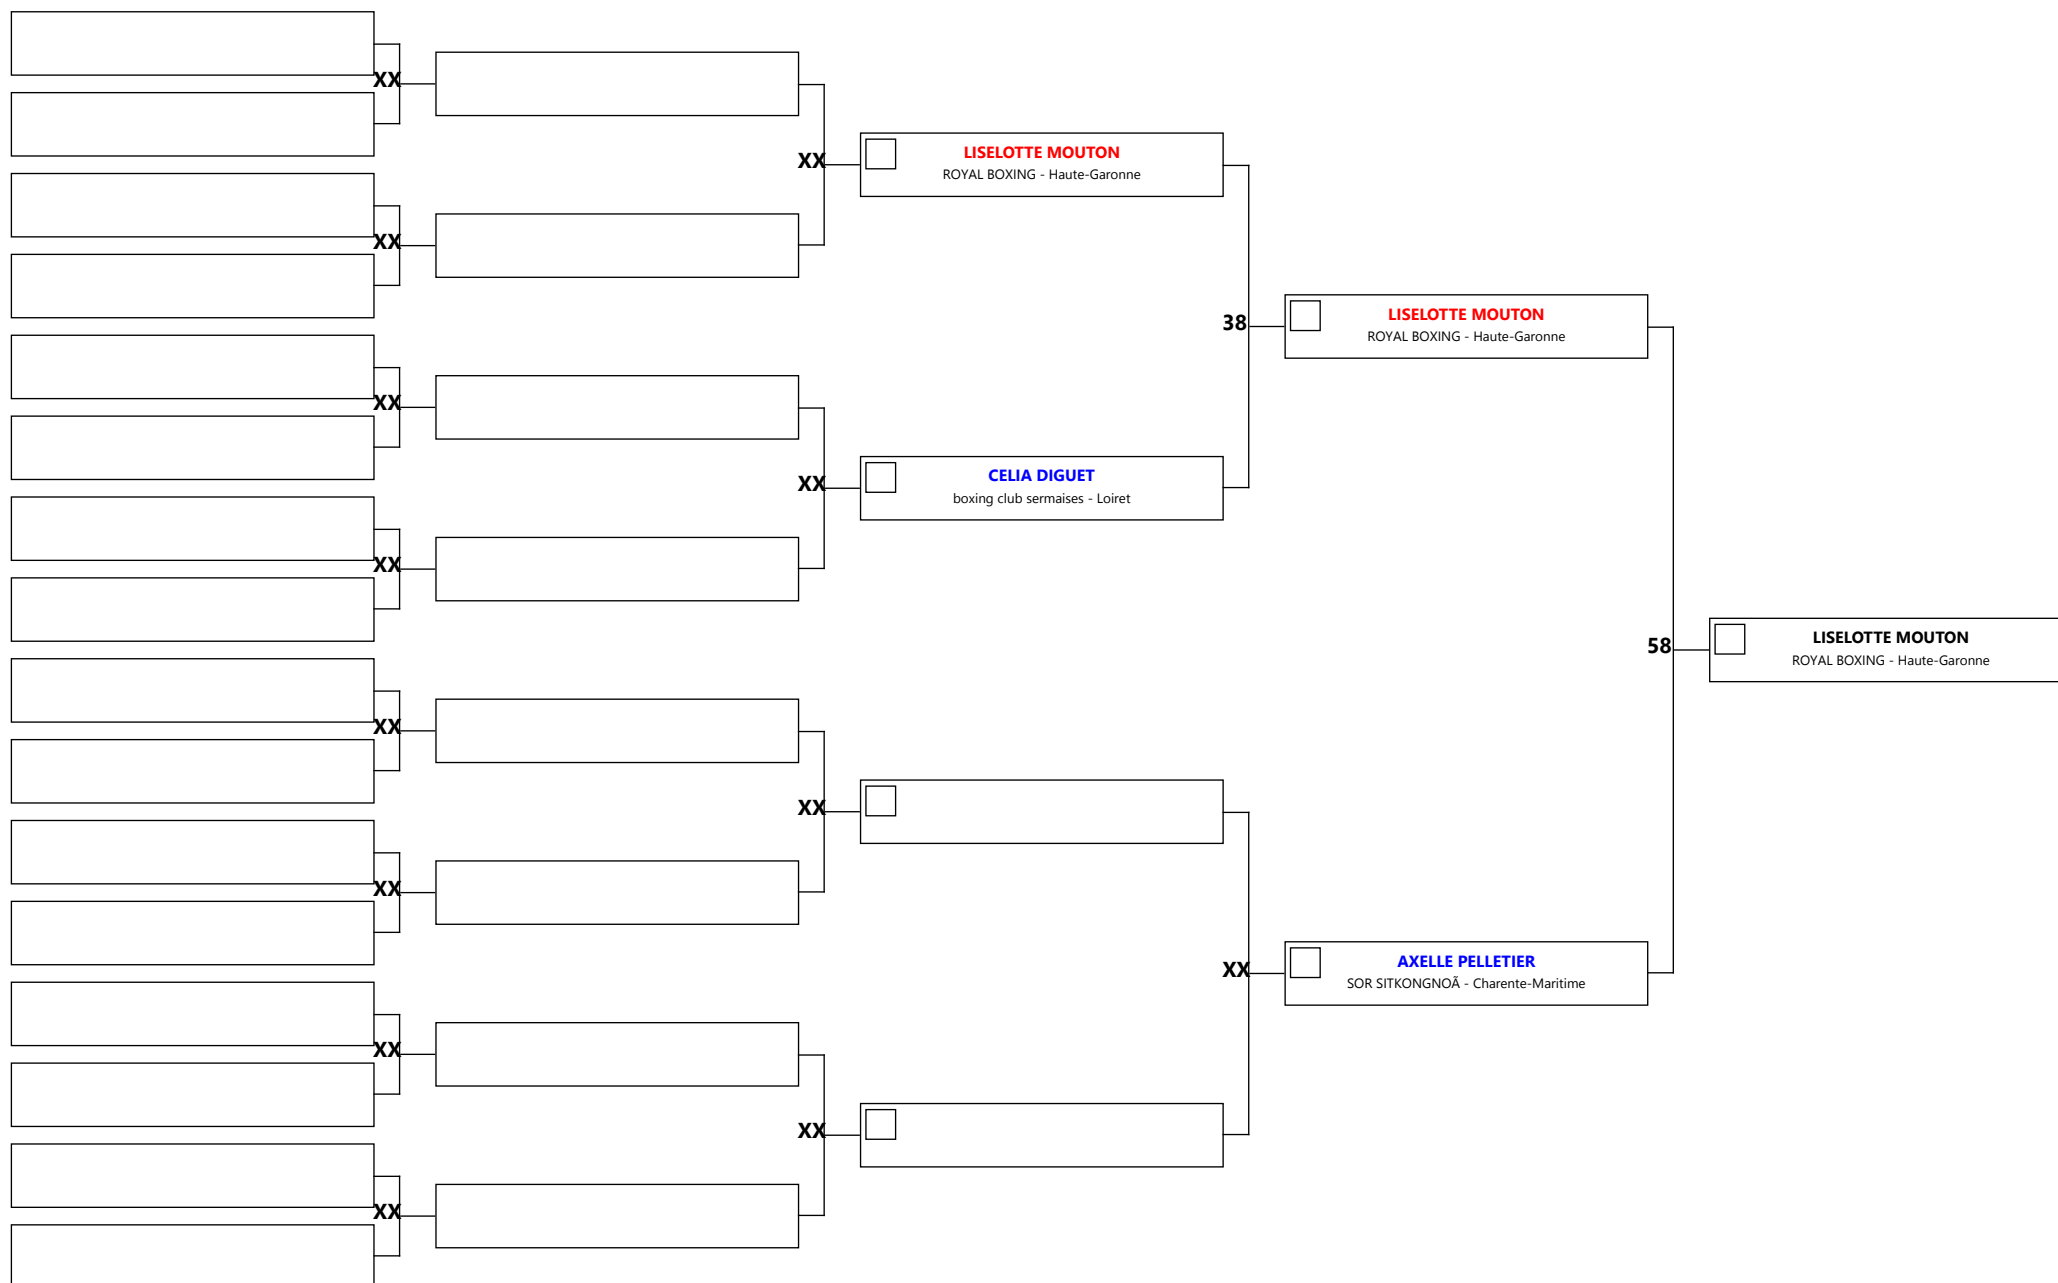 XX
XX
XX
XX
XX
XX
XX
XX
XX
XX
XX
XX
LISELOTTE MOUTON
ROYAL BOXING - Haute-Garonne
CELIA DIGUET
boxing club sermaises - Loiret
38
XX
LISELOTTE MOUTON
ROYAL BOXING - Haute-Garonne
AXELLE PELLETIER
SOR SITKONGNOÃ - Charente-Maritime
58
LISELOTTE MOUTON
ROYAL BOXING - Haute-Garonne